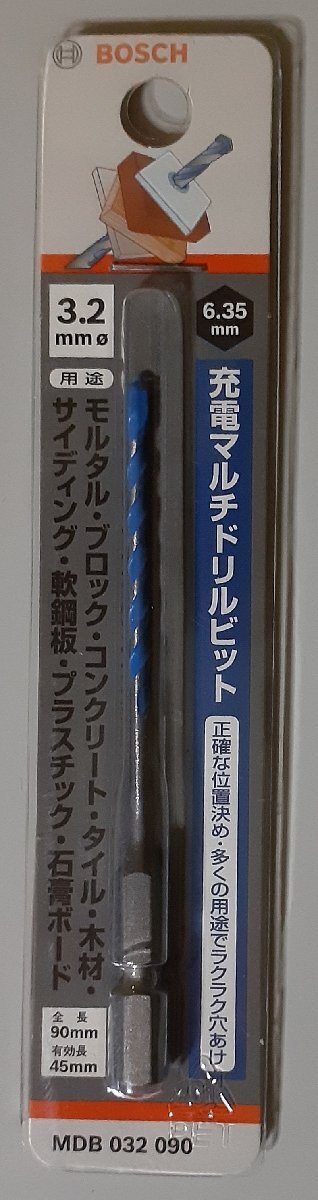 BOSCH
3.2
mm ø
6.35
mm
用途
モルタル・ブロック・コンクリート・タイル・木材・
サイディング・軟鋼板・プラスチック・石膏ボード
充電マルチドリルビット
正確な位置決め・多くの用途でラクラク穴あけ
全長
90mm
有効長
45mm
MDB 032 090